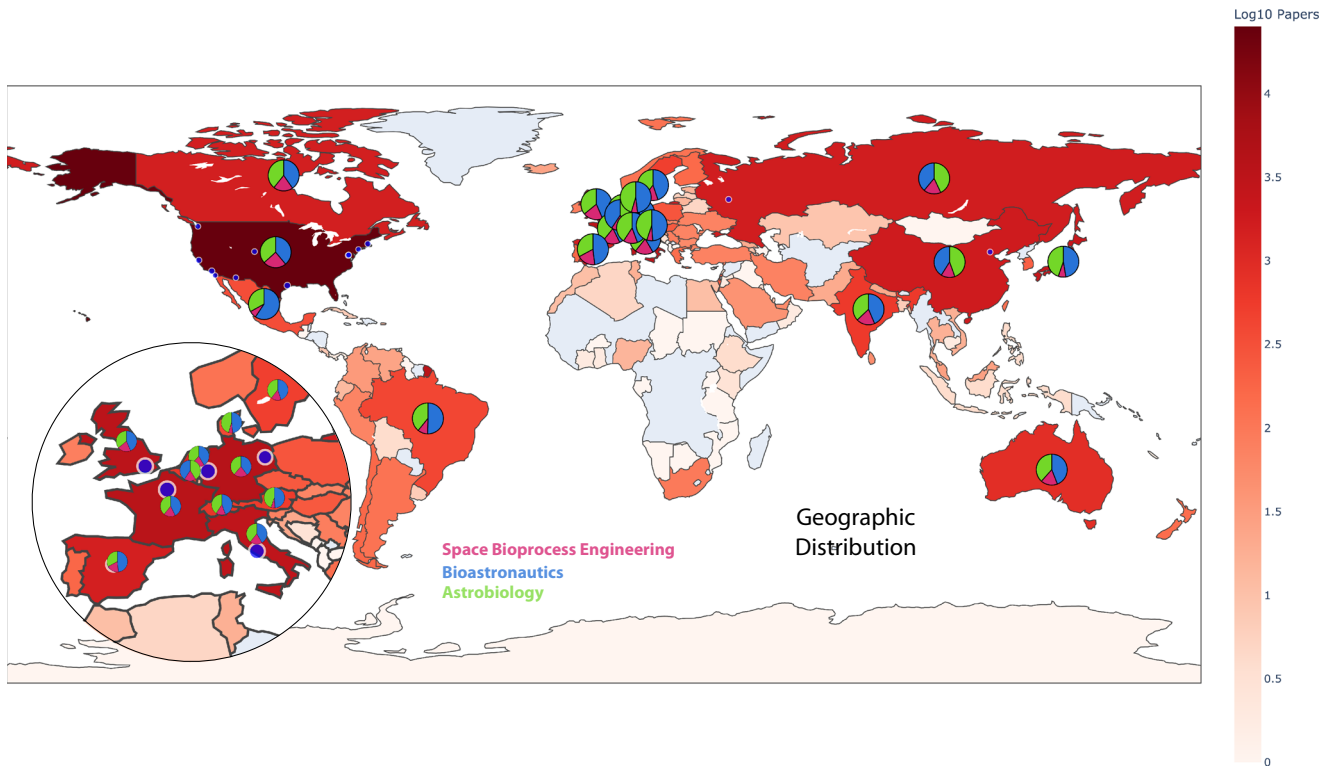 Log10 Papers
4
3.5
3
2.5
2
1.5
1
0.5
0
Geographic
Distribution
Space Bioprocess Engineering
Bioastronautics
Astrobiology